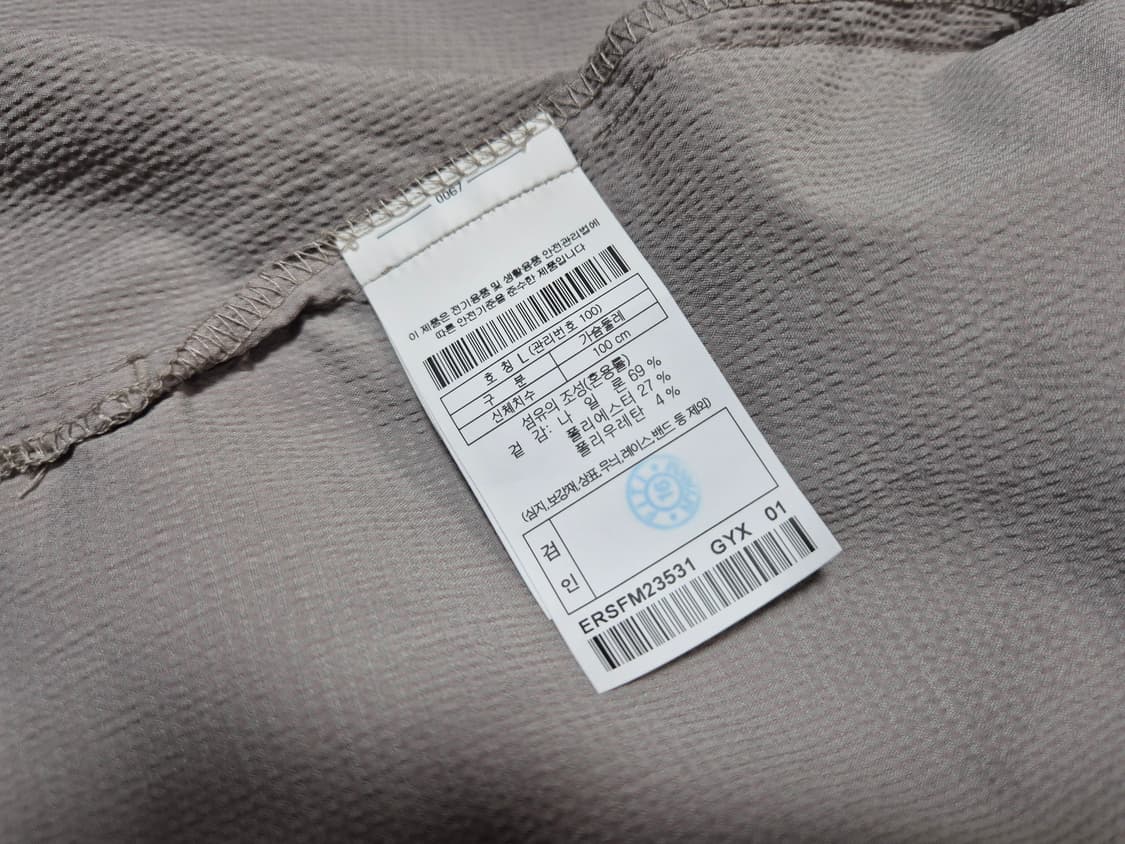 0067
이 제품은 전기용품 및 생활용품 안전관리법에
따른 안전기준을 준수한 제품입니다
호 칭 L (관리번호 100)
구 분 가슴둘레
신체치수 100 cm
섬유의 조성(혼용률)
겉 감: 나 일 론 69 %
폴리에스터 27 %
폴리우레탄 4 %
(심지,보강재,상표,무늬,레이스,밴드 등 제외)
검
인
ERSFM23531 GYX 01